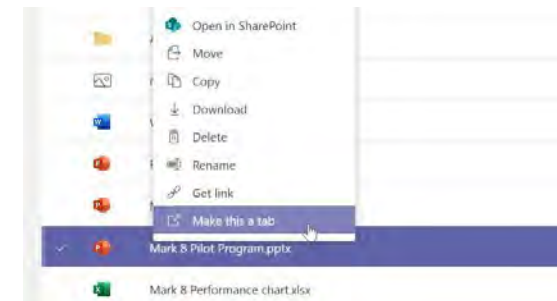 Open in SharePoint
Move
Copy
Download
Delete
Rename
Get link
Make this a tab
Mark 8 Pilot Program.pptx
Mark 8 Performance chart.xlsx